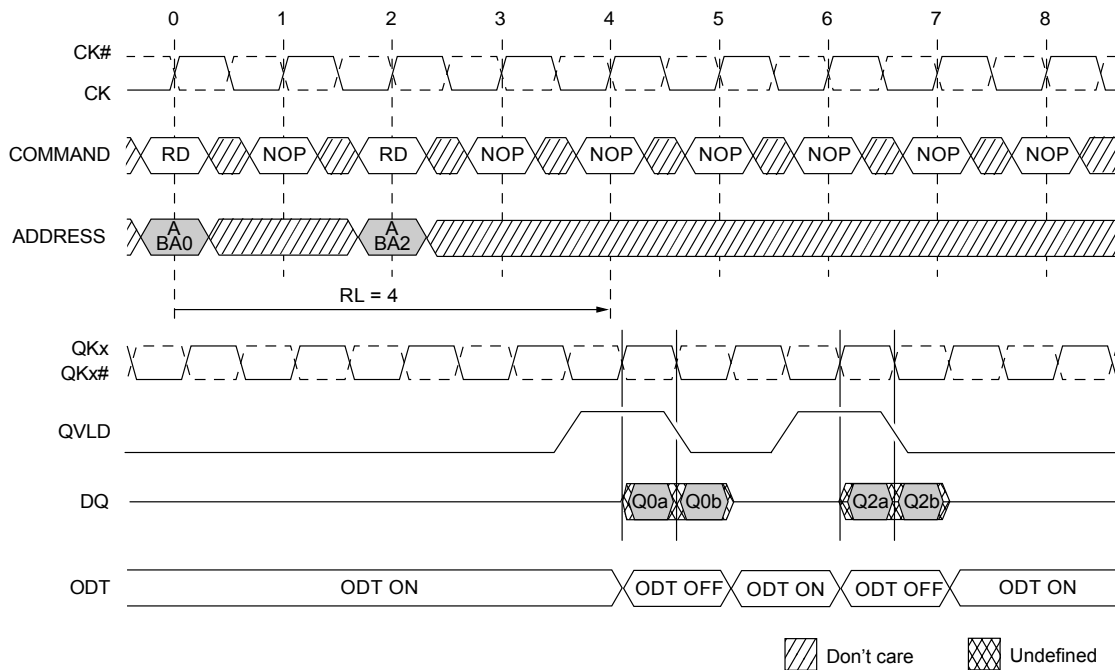 0 1 2 3 4 5 6 7 8
CK#
CK
COMMAND RD NOP RD NOP NOP NOP NOP NOP NOP
ADDRESS A BA0 A BA2
RL = 4
QKx
QKx#
QVLD
DQ Q0a Q0b Q2a Q2b
ODT ODT ON ODT OFF ODT ON ODT OFF ODT ON
Don't care Undefined